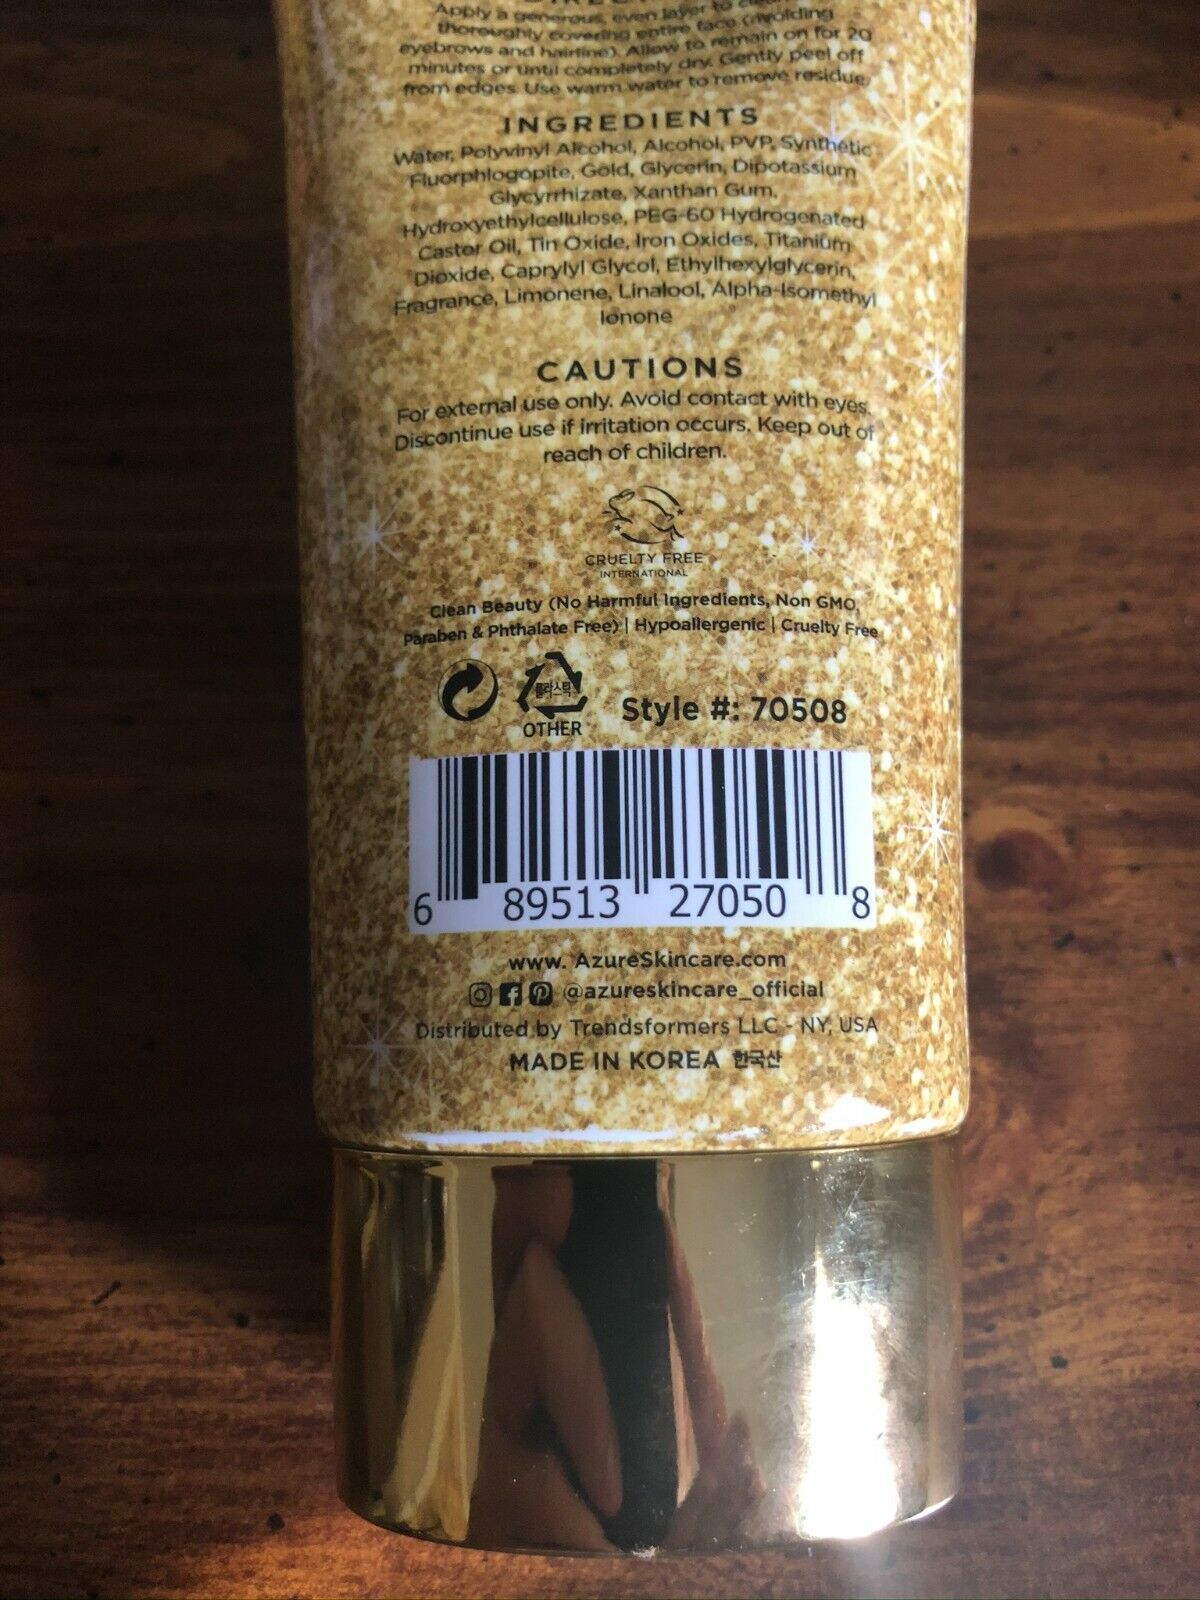 Apply a generous, even layer to
thoroughly covering entire face (avoiding
eyebrows and hairline). Allow to remain on for 20
minutes or until completely dry. Gently peel off
from edges. Use warm water to remove residue.
INGREDIENTS
Water, Polyvinyl Alcohol, Alcohol, PVP, Synthetic
Fluorphlogopite, Gold, Glycerin, Dipotassium
Glycyrrhizate, Xanthan Gum,
Hydroxyethylcellulose, PEG-60 Hydrogenated
Castor Oil, Tin Oxide, Iron Oxides, Titanium
Dioxide, Caprylyl Glycol, Ethylhexylglycerin,
Fragrance, Limonene, Linalool, Alpha-Isomethyl
Ionone
CAUTIONS
For external use only. Avoid contact with eyes.
Discontinue use if irritation occurs. Keep out of
reach of children.
CRUELTY FREE
INTERNATIONAL
Clean Beauty (No Harmful Ingredients, Non GMO,
Paraben & Phthalate Free) | Hypoallergenic | Cruelty Free
플라스틱
OTHER
Style #: 70508
6 89513 27050 8
www. AzureSkincare.com
@azureskincare_official
Distributed by Trendsformers LLC - NY, USA
MADE IN KOREA 한국산